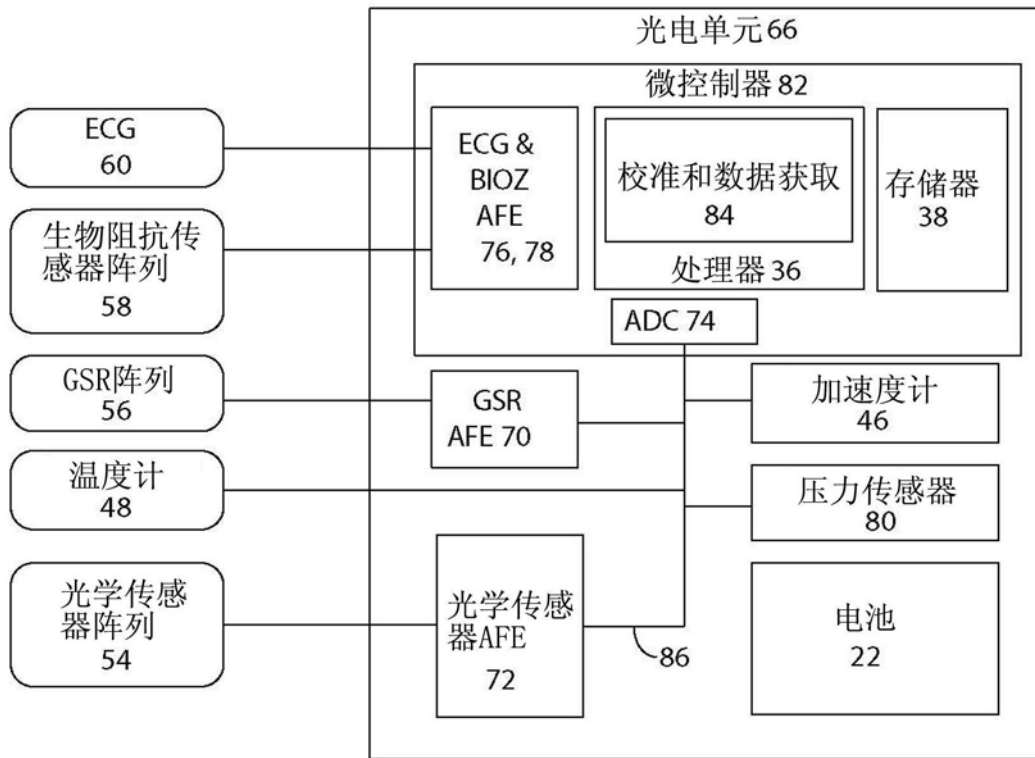 光电单元66
微控制器82
ECG
60
ECG &
BIOZ
AFE
76, 78
校准和数据获取
84
处理器36
存储器
38
生物阻抗传
感器阵列
58
ADC 74
GSR阵列
56
GSR
AFE 70
加速度计
46
温度计
48
压力传感器
80
光学传感
器阵列
54
光学传感
器AFE
72
86
电池
22